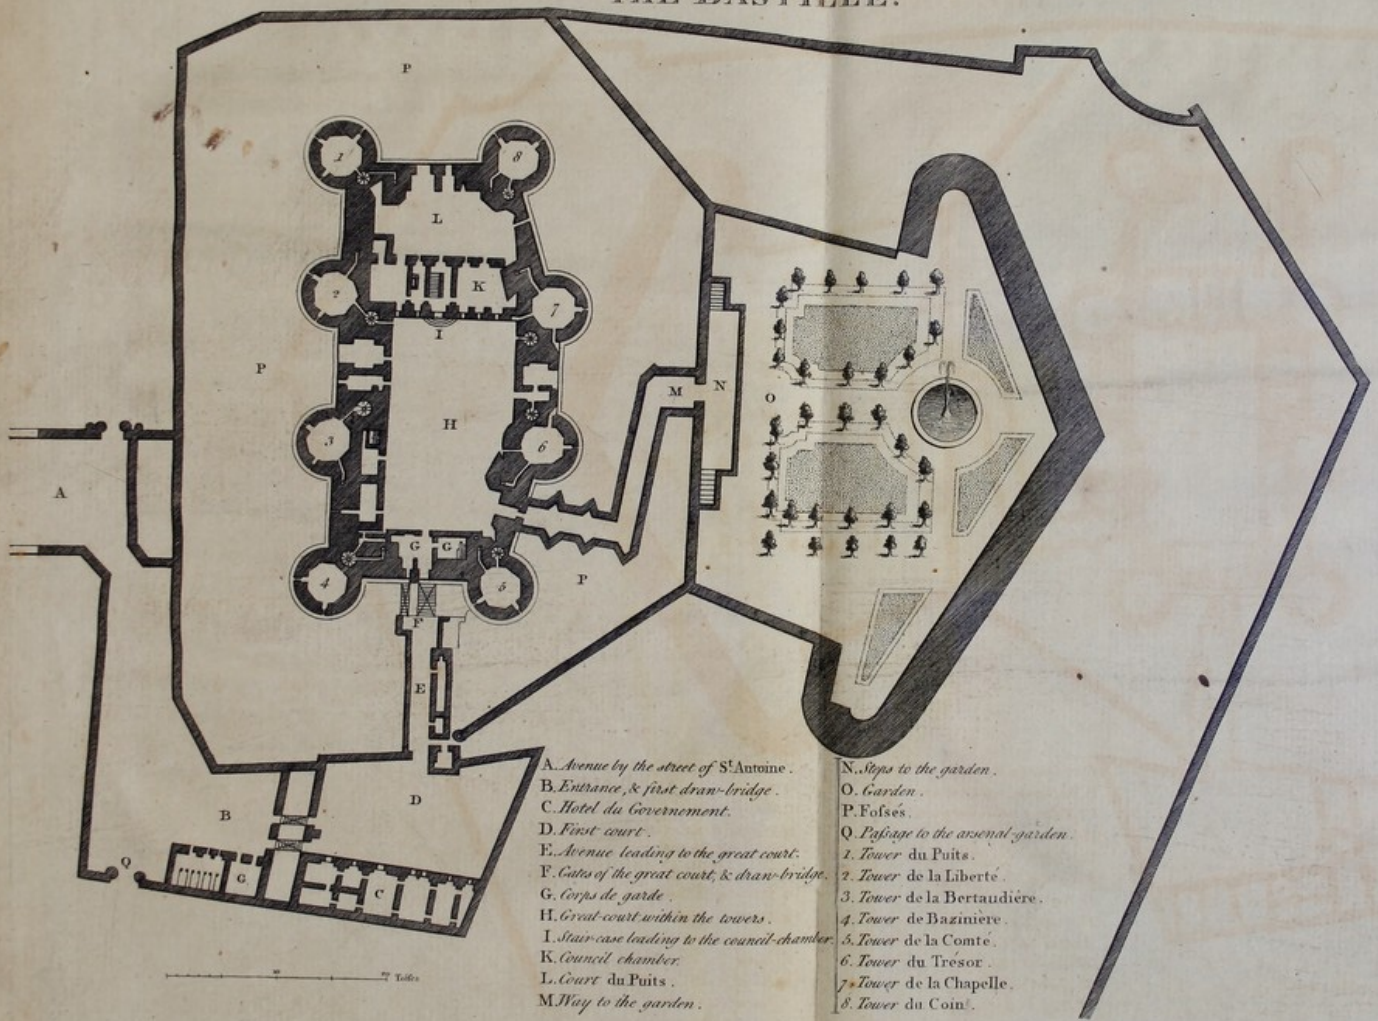 THE BASTILLE.
P
1
8
L
2
K
7
I
P
M
N
O
3
H
6
A
G
G
4
5
P
F
E
D
B
Q
G
C
10
20 Toises
A. Avenue by the street of St. Antoine.
B. Entrance, & first draw-bridge.
C. Hotel du Governement.
D. First court.
E. Avenue leading to the great court.
F. Gates of the great court, & draw-bridge.
G. Corps de garde.
H. Great-court within the towers.
I. Stair-case leading to the council-chamber.
K. Council chamber.
L. Court du Puits.
M. Way to the garden.
N. Steps to the garden.
O. Garden.
P. Fossés.
Q. Passage to the arsenal-garden.
1. Tower du Puits.
2. Tower de la Liberté.
3. Tower de la Bertaudiére.
4. Tower de Bazinière.
5. Tower de la Comté.
6. Tower du Trésor.
7. Tower de la Chapelle.
8. Tower du Coin.